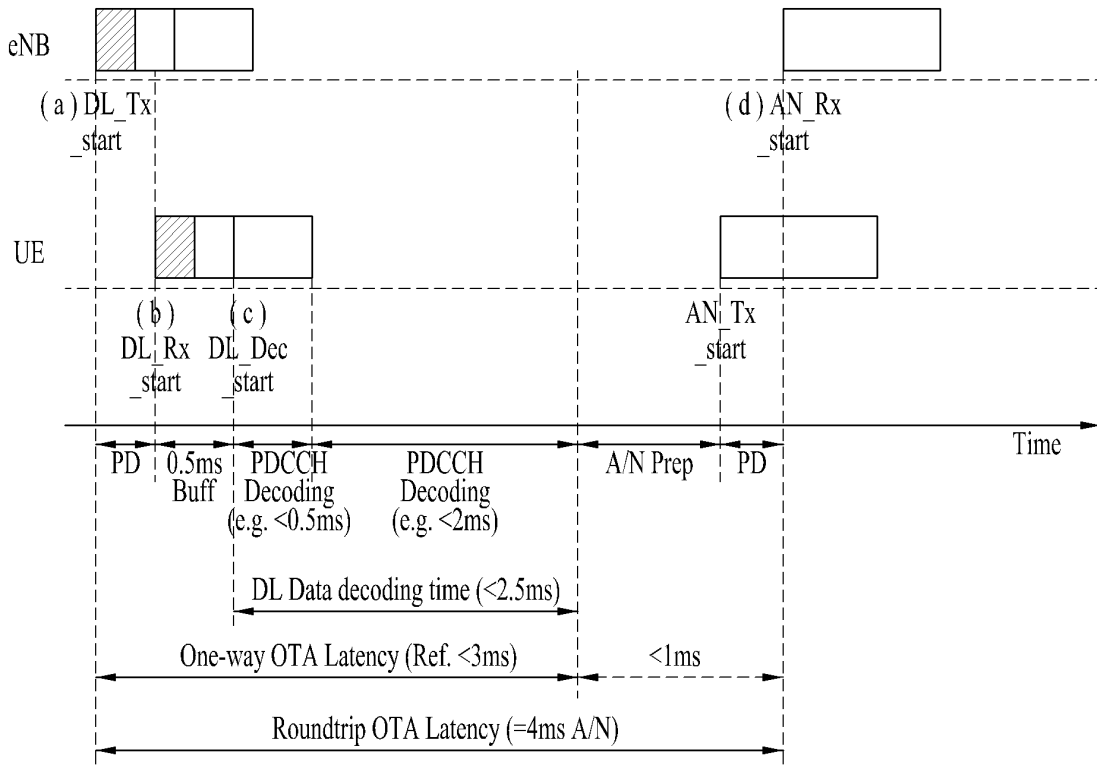 eNB
( a ) DL_Tx
_start
( d ) AN_Rx
_start
UE
( b )
DL_Rx
_start
( c )
DL_Dec
_start
AN_Tx
_start
Time
PD
0.5ms
Buff
PDCCH
Decoding
(e.g. <0.5ms)
PDCCH
Decoding
(e.g. <2ms)
A/N Prep
PD
DL Data decoding time (<2.5ms)
One-way OTA Latency (Ref. <3ms)
<1ms
Roundtrip OTA Latency (=4ms A/N)